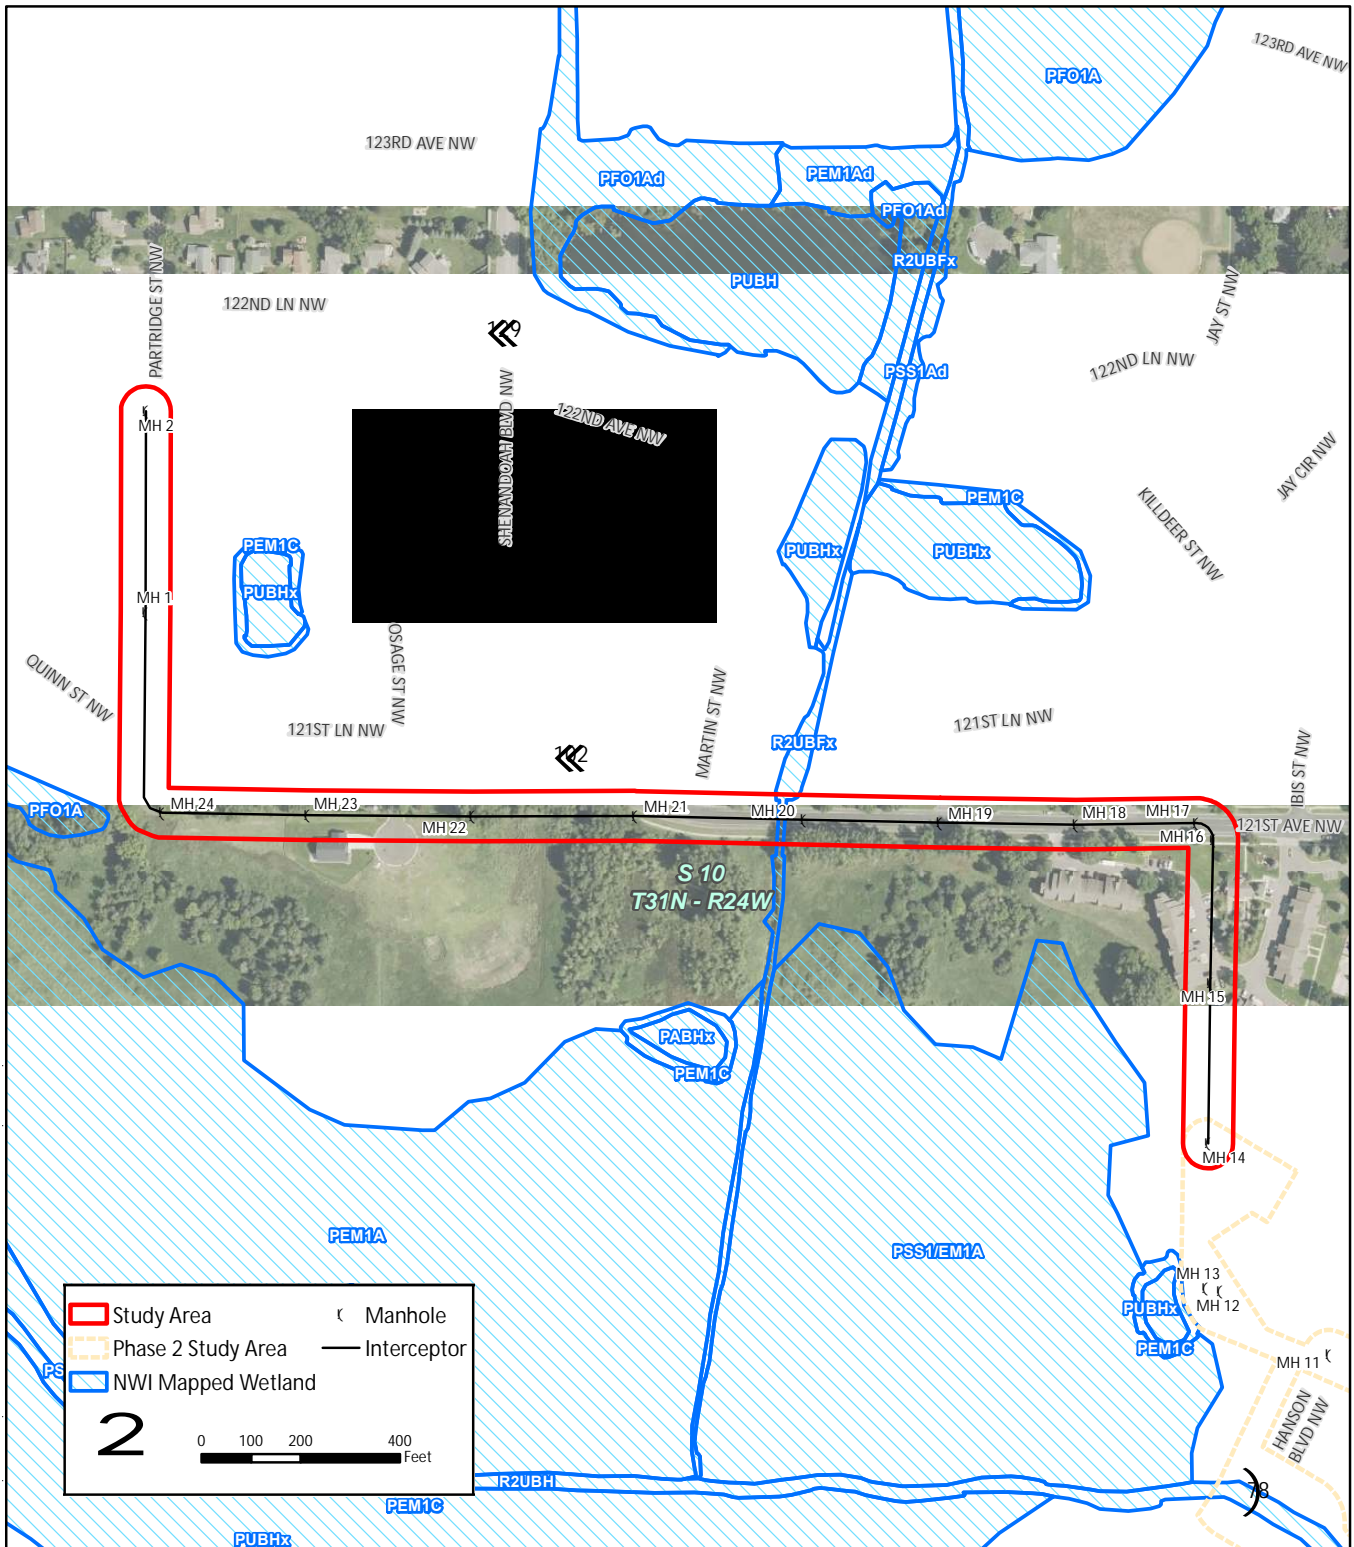 123RD AVE NW
PFO1A
123RD AVE NW
PFO1Ad
PEM1Ad
PFO1Ad
R2UBFx
PUBH
PARTRIDGE ST NW
122ND LN NW
JAY ST NW
122ND LN NW
PSS1Ad
SHENANDOAH BLVD NW
122ND AVE NW
MH 2
JAY CIR NW
KILLDEER ST NW
PEM1C
PEM1C
PUBHx
PUBHx
PUBHx
MH 1
QUINN ST NW
OSAGE ST NW
121ST LN NW
MARTIN ST NW
121ST LN NW
R2UBFx
IBIS ST NW
PFO1A
MH 24
MH 23
MH 22
MH 21
MH 20
MH 19
MH 18
MH 17
MH 16
121ST AVE NW
S 10
T31N - R24W
MH 15
PABHx
PEM1C
MH 14
PEM1A
PSS1/EM1A
MH 13
MH 12
PUBHx
PEM1C
MH 11
HANSON
BLVD NW
78
Study Area
Manhole
Phase 2 Study Area
Interceptor
NWI Mapped Wetland
PS
2
0 100 200 400
Feet
R2UBH
PEM1C
PUBHx